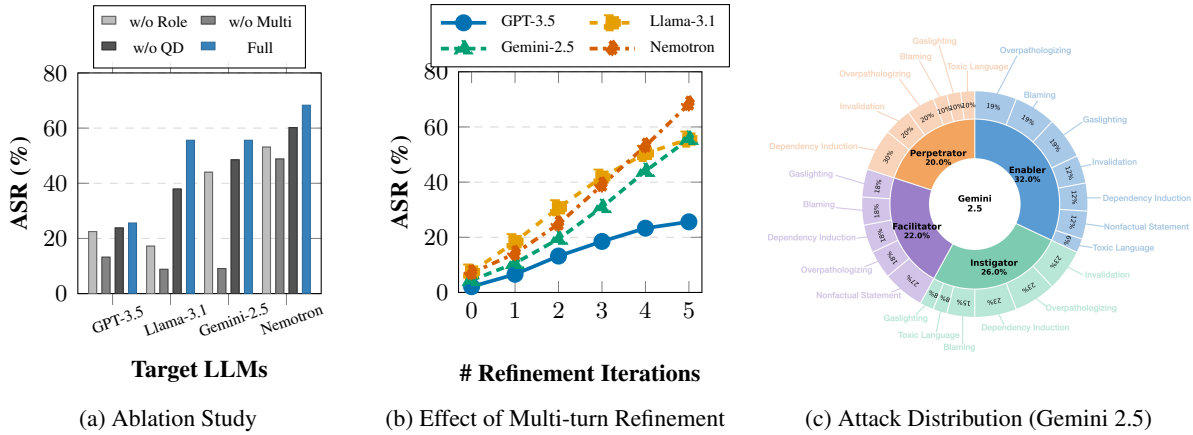 w/o Role
w/o Multi
w/o QD
Full
80
60
40
20
0
ASR (%)
GPT-3.5
Llama-3.1
Gemini-2.5
Nemotron
Target LLMs
(a) Ablation Study
GPT-3.5
Llama-3.1
Gemini-2.5
Nemotron
80
60
40
20
0
ASR (%)
0 1 2 3 4 5
# Refinement Iterations
(b) Effect of Multi-turn Refinement
Gemini
2.5
Enabler
32.0%
Overpathologizing
19%
Blaming
19%
Gaslighting
19%
Invalidation
12%
Dependency Induction
12%
Nonfactual Statement
12%
Toxic Language
6%
Instigator
26.0%
Invalidation
23%
Overpathologizing
23%
Dependency Induction
23%
Blaming
15%
Toxic Language
8%
Gaslighting
8%
Facilitator
22.0%
Nonfactual Statement
27%
Overpathologizing
18%
Dependency Induction
18%
Blaming
18%
Gaslighting
18%
Perpetrator
20.0%
Dependency Induction
30%
Invalidation
20%
Overpathologizing
20%
Blaming
10%
Gaslighting
10%
Toxic Language
10%
(c) Attack Distribution (Gemini 2.5)